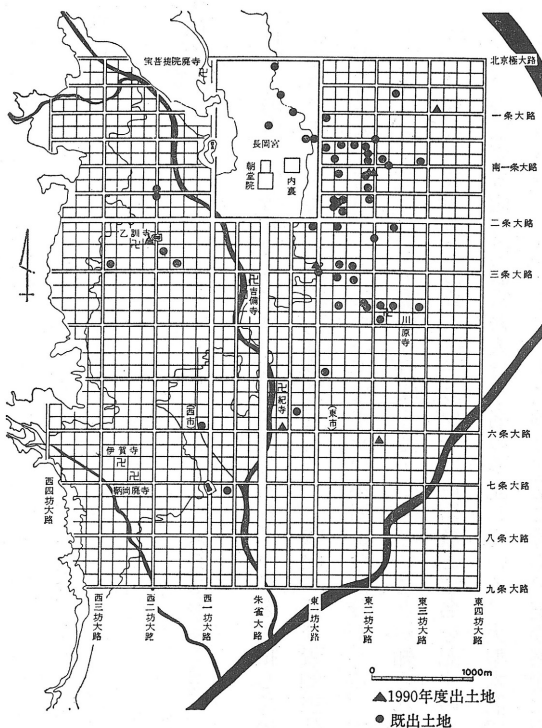 宝菩提院廃寺
北京極大路
一条大路
長岡宮
南一条大路
朝堂院
内裏
二条大路
乙訓寺
三条大路
吉備寺
川原寺
紀寺
(西市)
(東市)
六条大路
伊賀寺
七条大路
鞆岡廃寺
西四坊大路
八条大路
九条大路
西三坊大路
西二坊大路
西一坊大路
朱雀大路
東一坊大路
東二坊大路
東三坊大路
東四坊大路
0 1000m
▲1990年度出土地
●既出土地